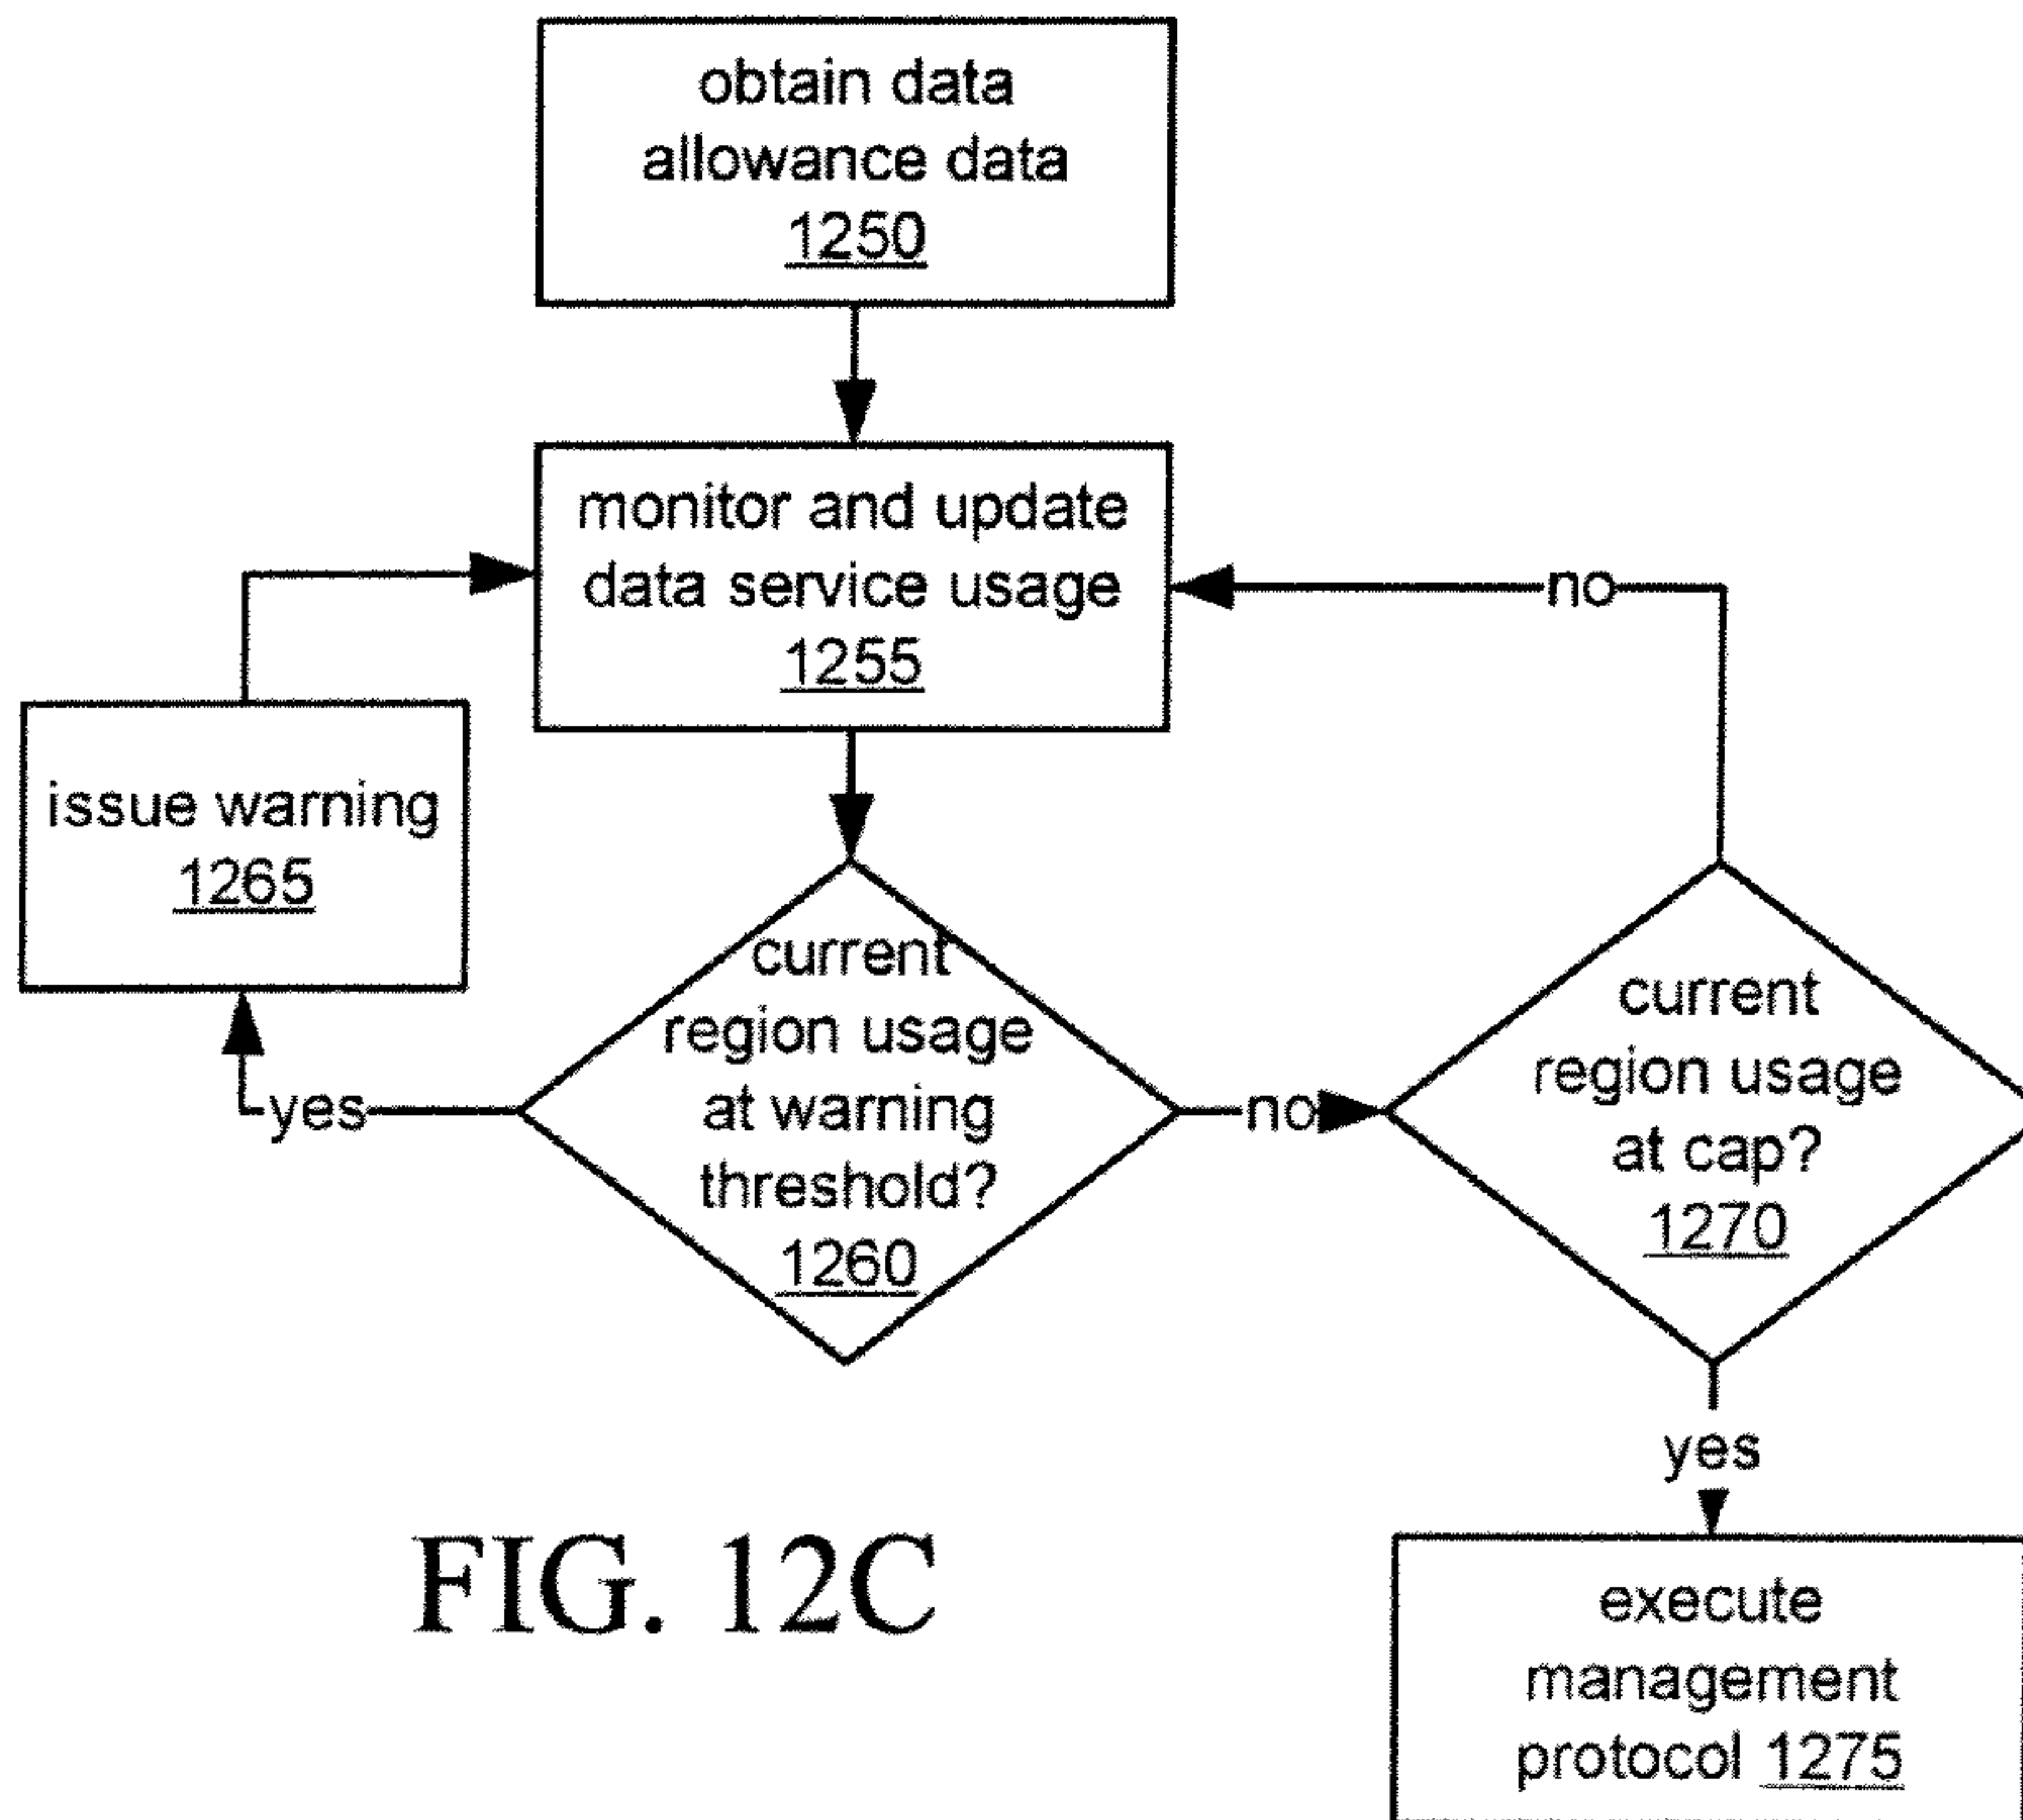 obtain data
allowance data
1250
monitor and update
data service usage
1255
no
issue warning
1265
current
region usage
at warning
threshold?
1260
yes
no
current
region usage
at cap?
1270
yes
execute
management
protocol 1275
FIG. 12C